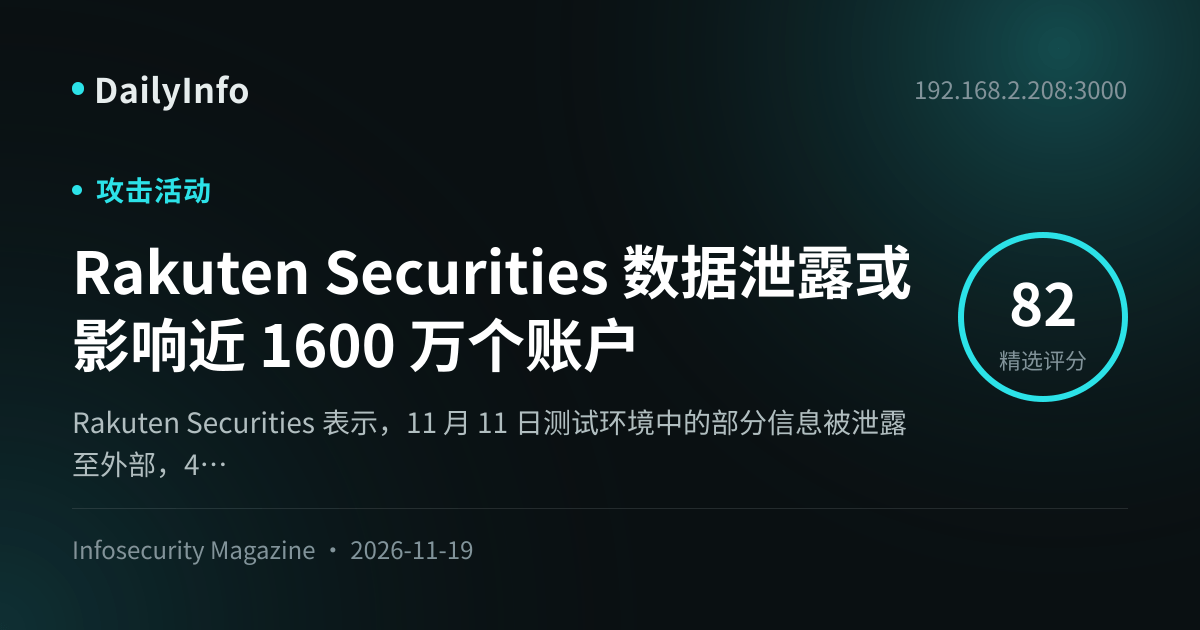 DailyInfo
192.168.2.208:3000
攻击活动
Rakuten Securities 数据泄露或
影响近 1600 万个账户
82
精选评分
Rakuten Securities 表示，11 月 11 日测试环境中的部分信息被泄露
至外部，4…
Infosecurity Magazine · 2026-11-19